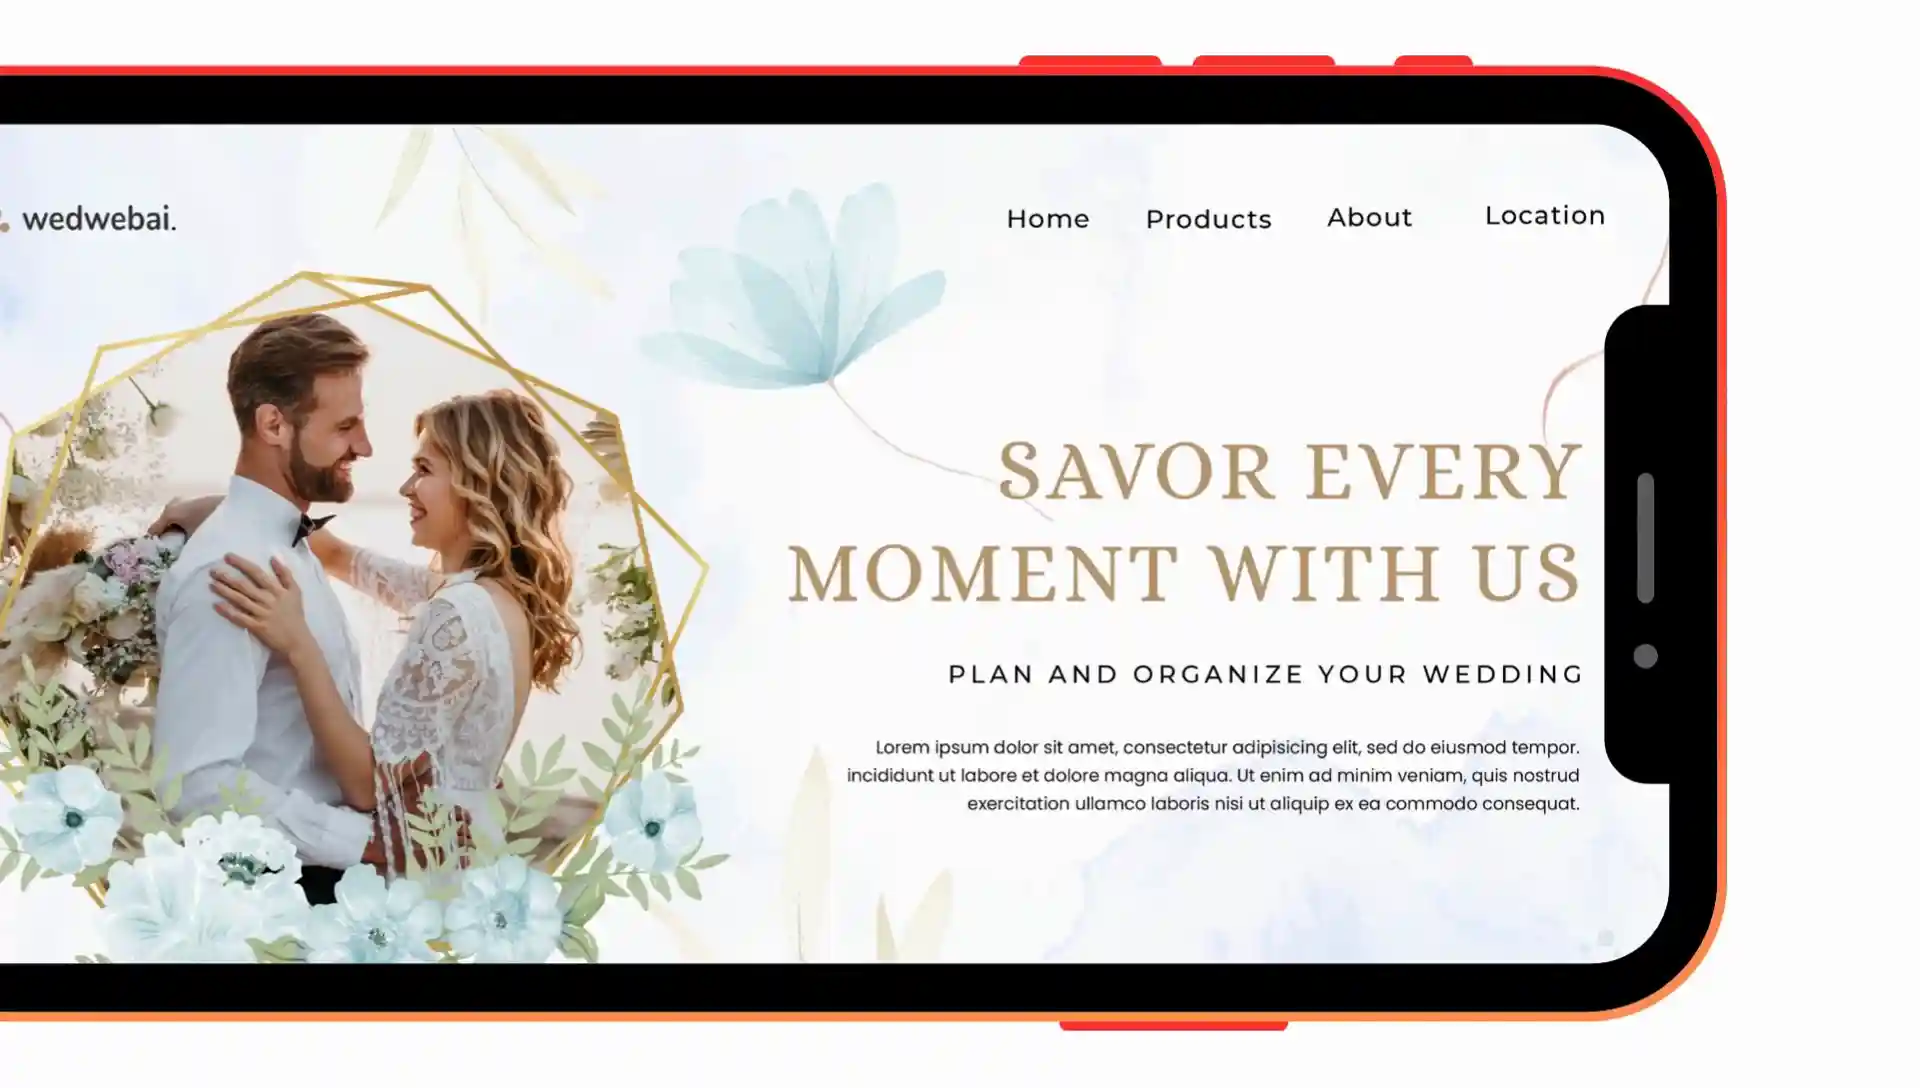 wedwebai.
Home Products About Location
SAVOR EVERY
MOMENT WITH US
PLAN AND ORGANIZE YOUR WEDDING
Lorem ipsum dolor sit amet, consectetur adipisicing elit, sed do eiusmod tempor.
incididunt ut labore et dolore magna aliqua. Ut enim ad minim veniam, quis nostrud
exercitation ullamco laboris nisi ut aliquip ex ea commodo consequat.